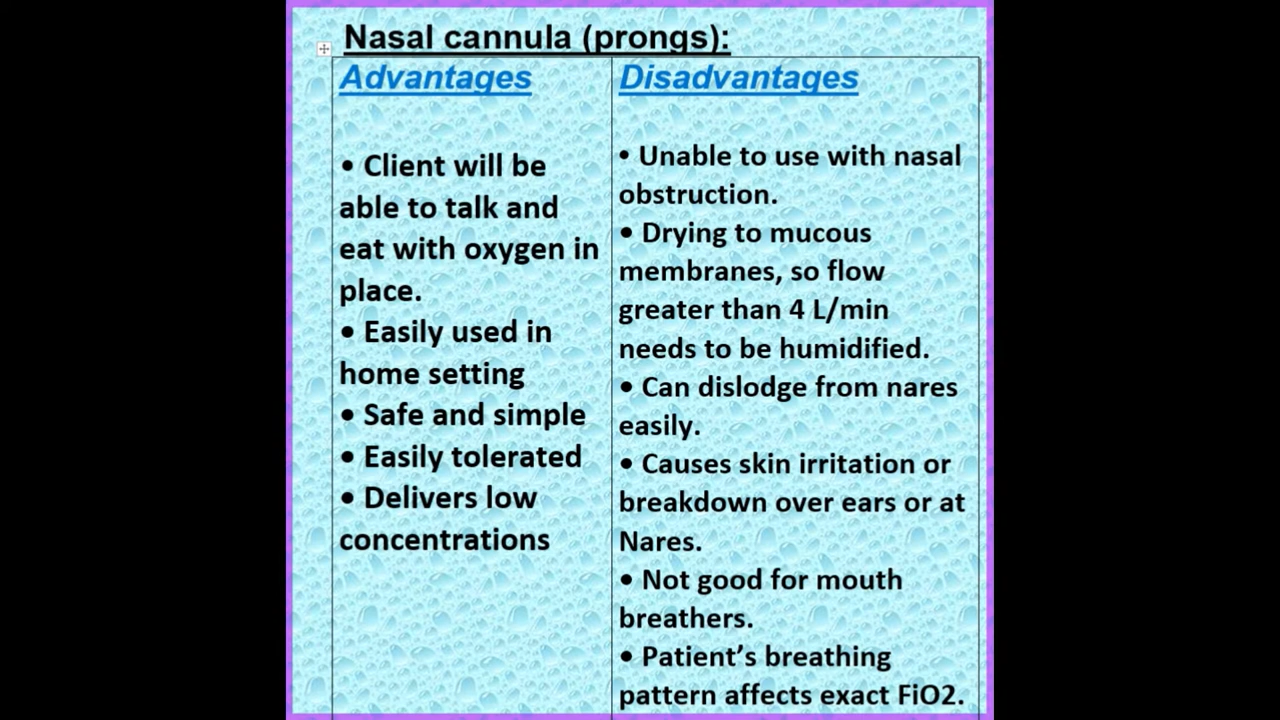 Nasal cannula (prongs):
Advantages
• Client will be
able to talk and
eat with oxygen in
place.
• Easily used in
home setting
• Safe and simple
• Easily tolerated
• Delivers low
concentrations
Disadvantages
• Unable to use with nasal
obstruction.
• Drying to mucous
membranes, so flow
greater than 4 L/min
needs to be humidified.
• Can dislodge from nares
easily.
• Causes skin irritation or
breakdown over ears or at
Nares.
• Not good for mouth
breathers.
• Patient’s breathing
pattern affects exact FiO2.